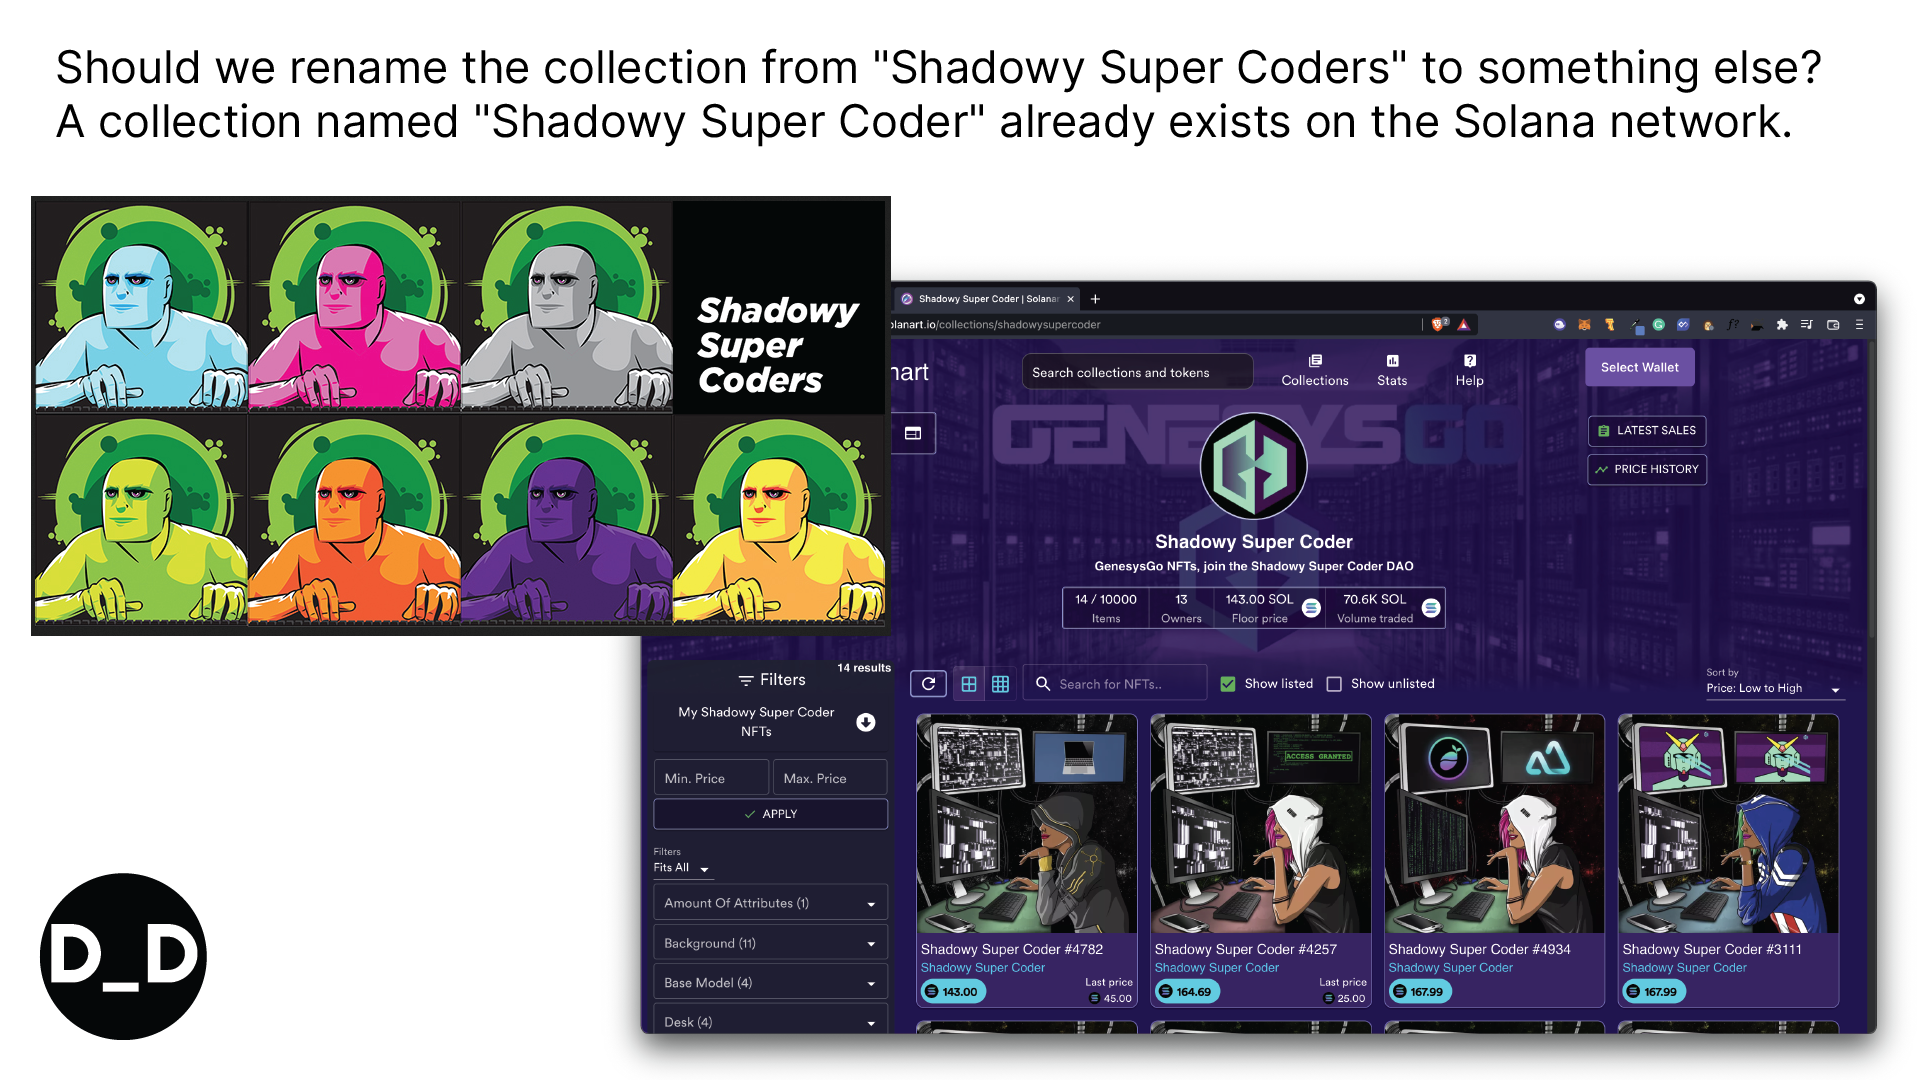 Should we rename the collection from "Shadowy Super Coders" to something else?
A collection named "Shadowy Super Coder" already exists on the Solana network.
Shadowy
Super
Coders
Shadowy Super Coder | Solanar
lanart.io/collections/shadowysupercoder
2
f?
nart
Search collections and tokens
Collections
Stats
Help
Select Wallet
GENESYSGO
LATEST SALES
PRICE HISTORY
Shadowy Super Coder
GenesysGo NFTs, join the Shadowy Super Coder DAO
14 / 10000
Items
13
Owners
143.00 SOL
Floor price
70.6K SOL
Volume traded
14 results
Filters
My Shadowy Super Coder
NFTs
Min. Price
Max. Price
APPLY
Filters
Fits All
Amount Of Attributes (1)
Background (11)
Base Model (4)
Desk (4)
Search for NFTs..
Show listed
Show unlisted
Sort by
Price: Low to High
Shadowy Super Coder #4782
Shadowy Super Coder
143.00
Last price
45.00
ACCESS GRANTED
Shadowy Super Coder #4257
Shadowy Super Coder
164.69
Last price
25.00
Shadowy Super Coder #4934
Shadowy Super Coder
167.99
Shadowy Super Coder #3111
Shadowy Super Coder
167.99
D_D